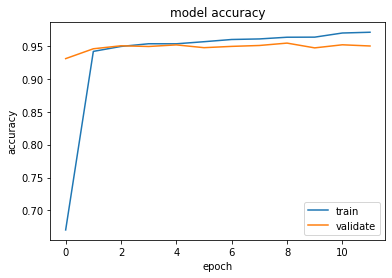 model accuracy
accuracy
0.95
0.90
0.85
0.80
0.75
0.70
0 2 4 6 8 10
epoch
train
validate